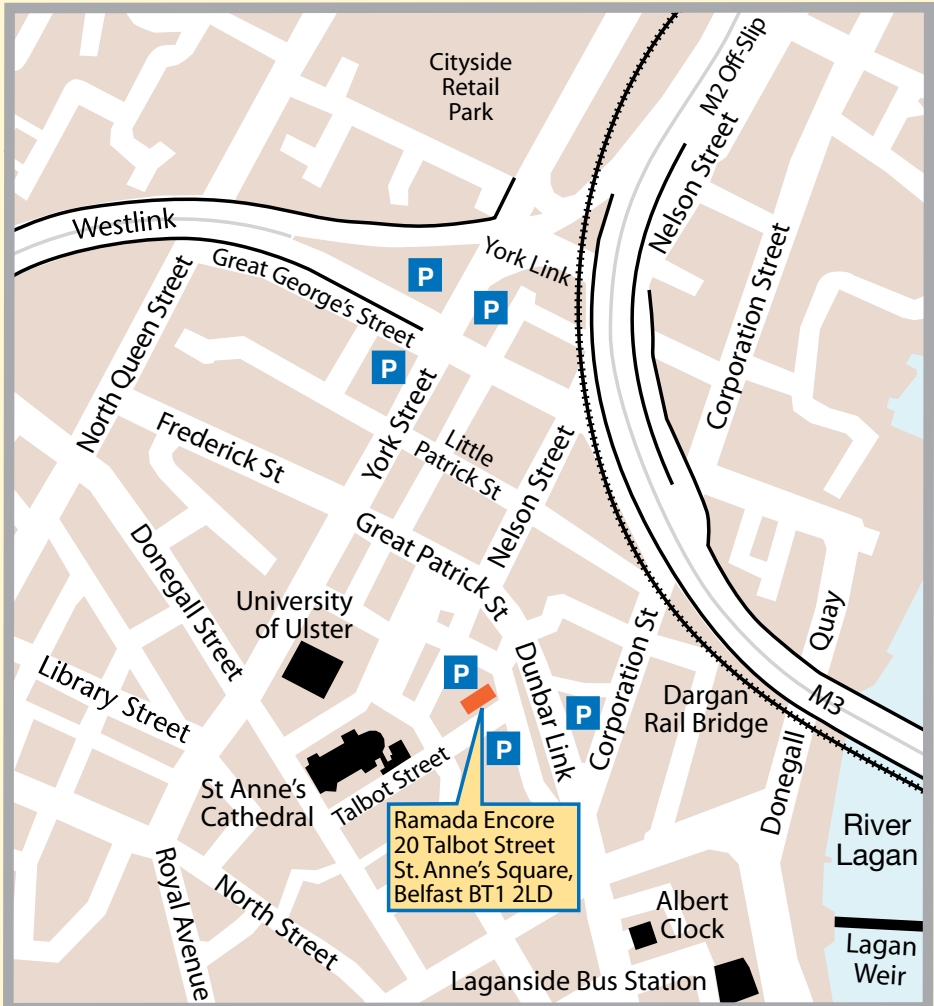 Cityside
Retail
Park
M2 Off-Slip
Nelson Street
Westlink
York Link
Great George's Street
P
P
P
North Queen Street
Corporation Street
York Street
Frederick St
Little
Patrick St
Nelson Street
Great Patrick St
Donegall Street
University
of Ulster
Quay
Library Street
P
Dunbar Link
Corporation St
P
Dargan
Rail Bridge
M3
P
St Anne's
Cathedral
Talbot Street
Donegall
Ramada Encore
20 Talbot Street
St. Anne's Square,
Belfast BT1 2LD
River
Lagan
Royal Avenue
North Street
Albert
Clock
Lagan
Weir
Laganside Bus Station